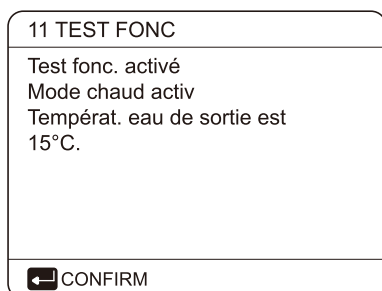 11 TEST FONC
Test fonc. activé
Mode chaud activ
Températ. eau de sortie est
15°C.
CONFIRM